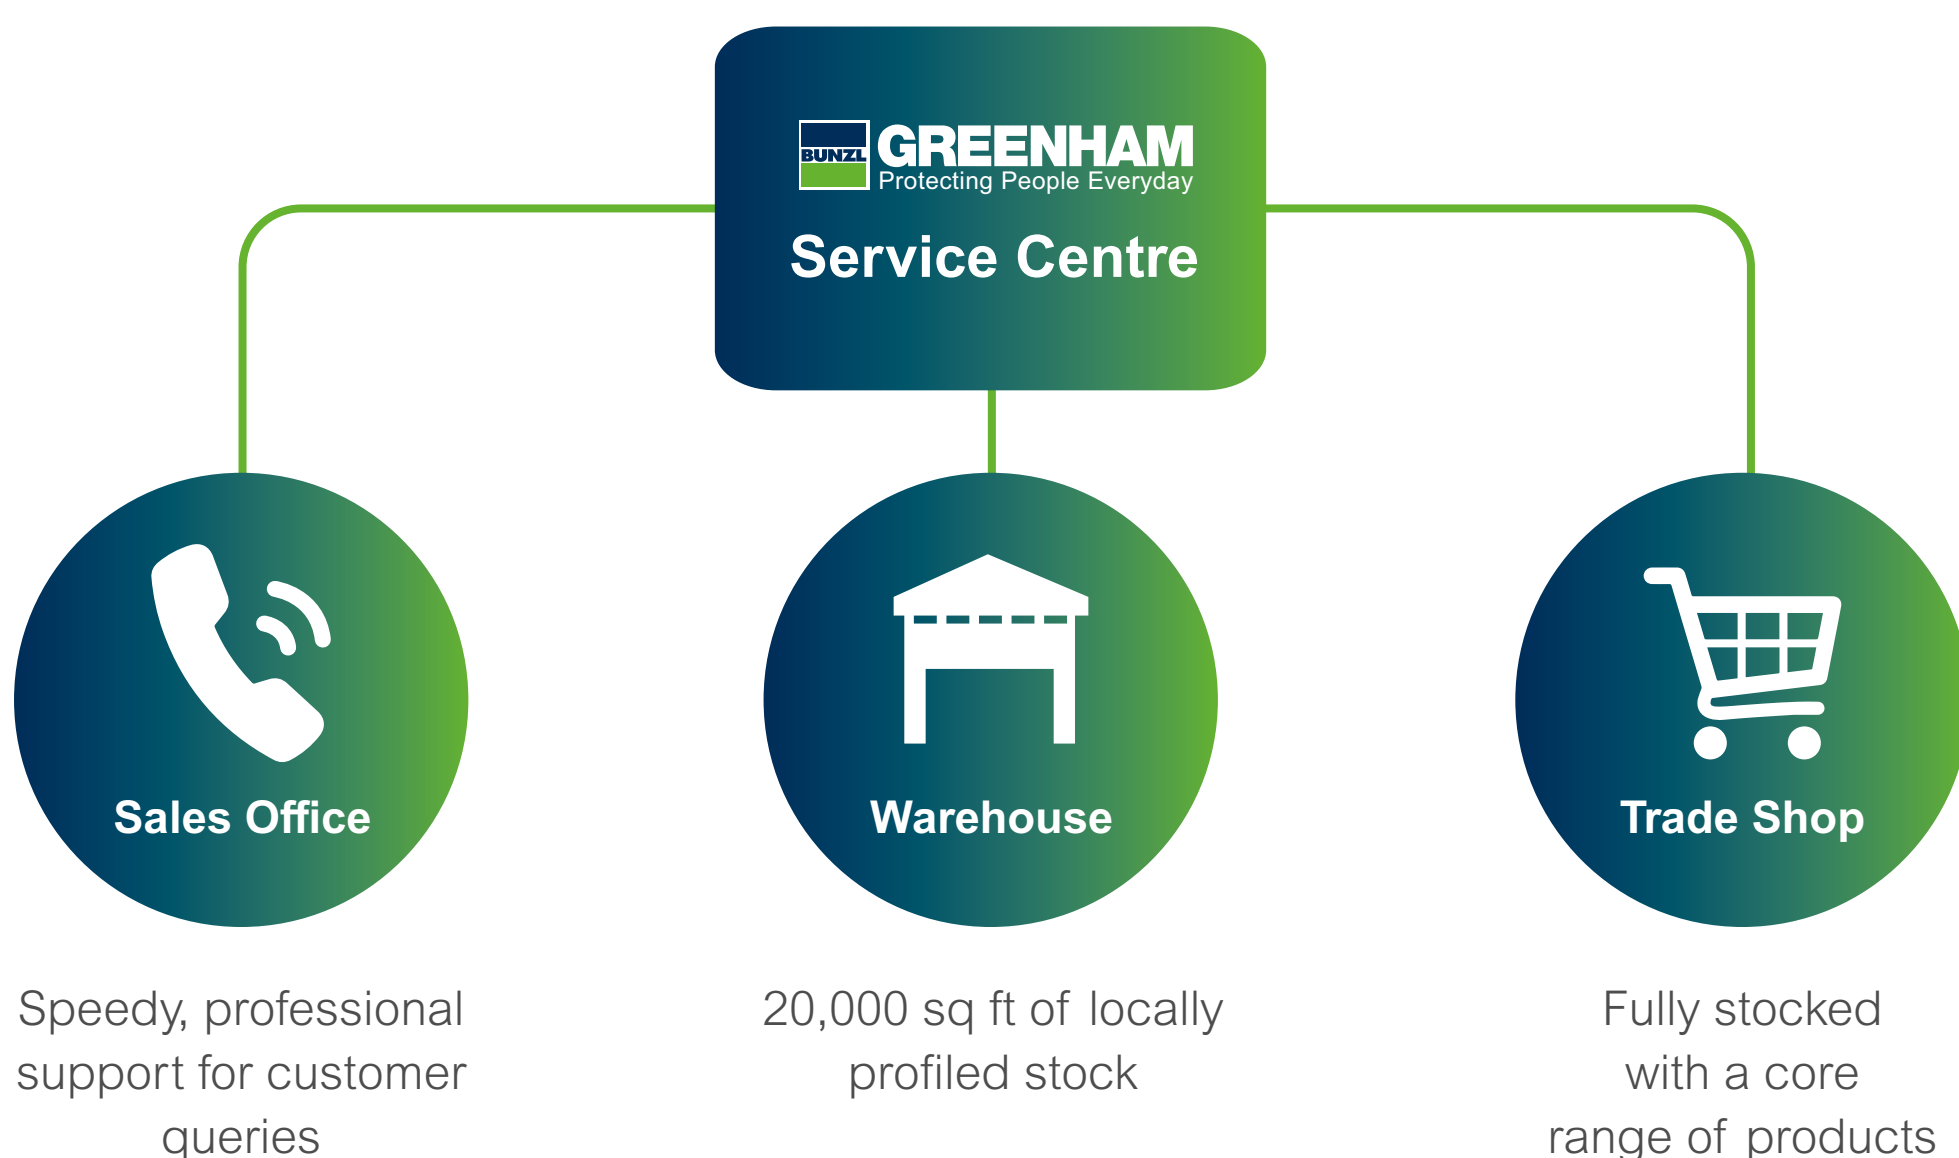 BUNZL
GREENHAM
Protecting People Everyday
Service Centre
Sales Office
Speedy, professional
support for customer
queries
Warehouse
20,000 sq ft of locally
profiled stock
Trade Shop
Fully stocked
with a core
range of products